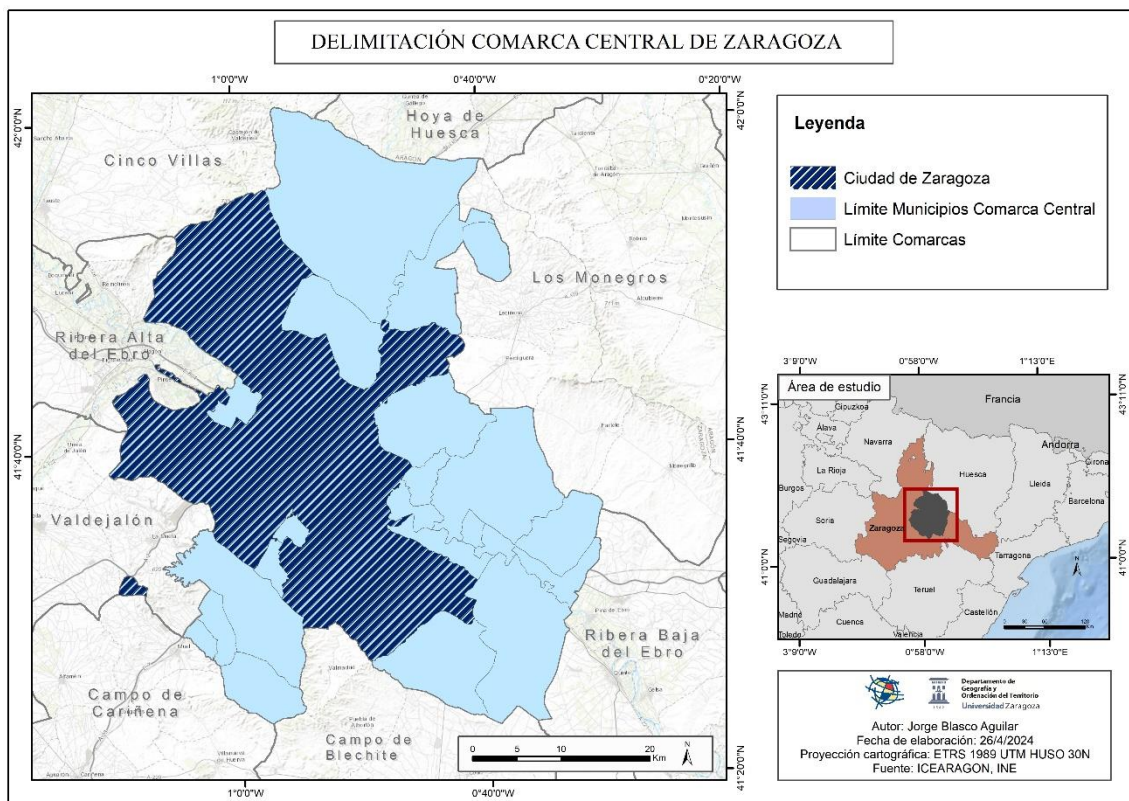 DELIMITACIÓN COMARCA CENTRAL DE ZARAGOZA
1°0'0"W
0°40'0"W
0°20'0"W
42°0'0"N
42°0'0"N
41°40'0"N
41°40'0"N
41°20'0"N
41°20'0"N
1°0'0"W
0°40'0"W
Hoya de
Huesca
Cinco Villas
Los Monegros
Ribera Alta
del Ebro
Valdejalón
Ribera Baja
del Ebro
Campo de
Cariñena
Campo de
Blechite
ARAGON
ZARAGOZA
0 5 10 20
Km
N
Leyenda
Ciudad de Zaragoza
Límite Municipios Comarca Central
Límite Comarcas
3°9'0"W
0°58'0"W
1°13'0"E
Área de estudio
43°11'0"N
43°11'0"N
41°0'0"N
41°0'0"N
Francia
Gipuzkoa
Álava
Navarra
Andorra
La Rioja
Huesca
Girona
Burgos
Lleida
Barcelona
Soria
Zaragoza
Segovia
Tarragona
Guadalajara
Teruel
Castellón
Madrid
Cuenca
Toledo
Valencia
N
Km
3°9'0"W
0°58'0"W
1°13'0"E
Departamento de
Geografía y
Ordenación del Territorio
Universidad Zaragoza
Autor: Jorge Blasco Aguilar
Fecha de elaboración: 26/4/2024
Proyección cartográfica: ETRS 1989 UTM HUSO 30N
Fuente: ICEARAGON, INE